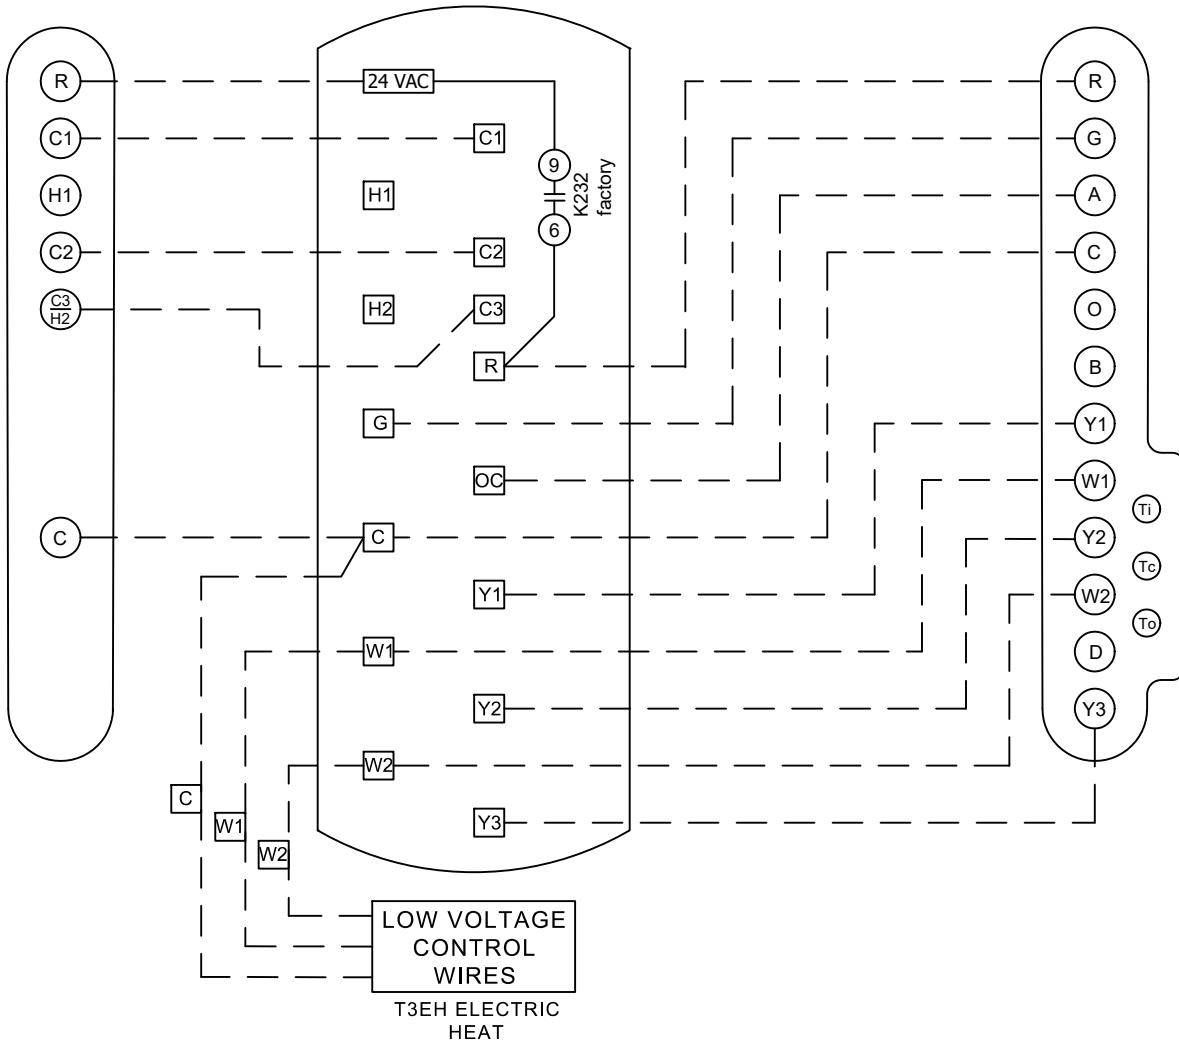 R
C1
H1
C2
C3
H2
C
24 VAC
C1
H1
C2
H2
C3
R
G
OC
C
Y1
W1
Y2
W2
Y3
9
6
K232
factory
R
G
A
C
O
B
Y1
W1
Y2
W2
D
Y3
Ti
Tc
To
C
W1
W2
LOW VOLTAGE
CONTROL
WIRES
T3EH ELECTRIC
HEAT